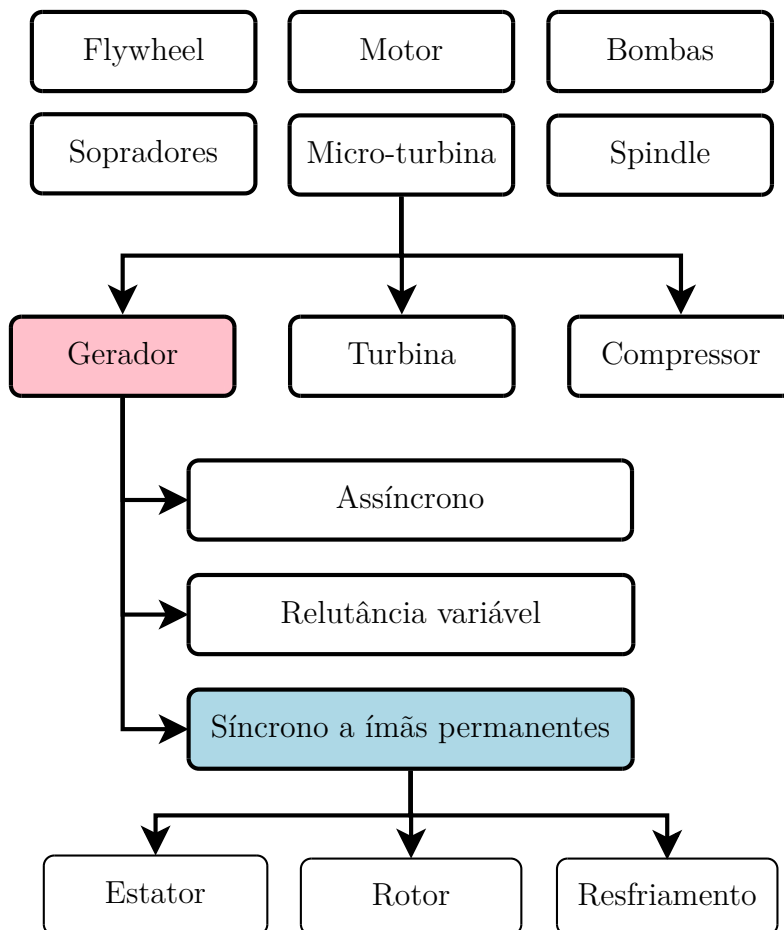 Flywheel
Motor
Bombas
Sopradores
Micro-turbina
Spindle
Gerador
Turbina
Compressor
Assíncrono
Relutância variável
Síncrono a ímãs permanentes
Estator
Rotor
Resfriamento